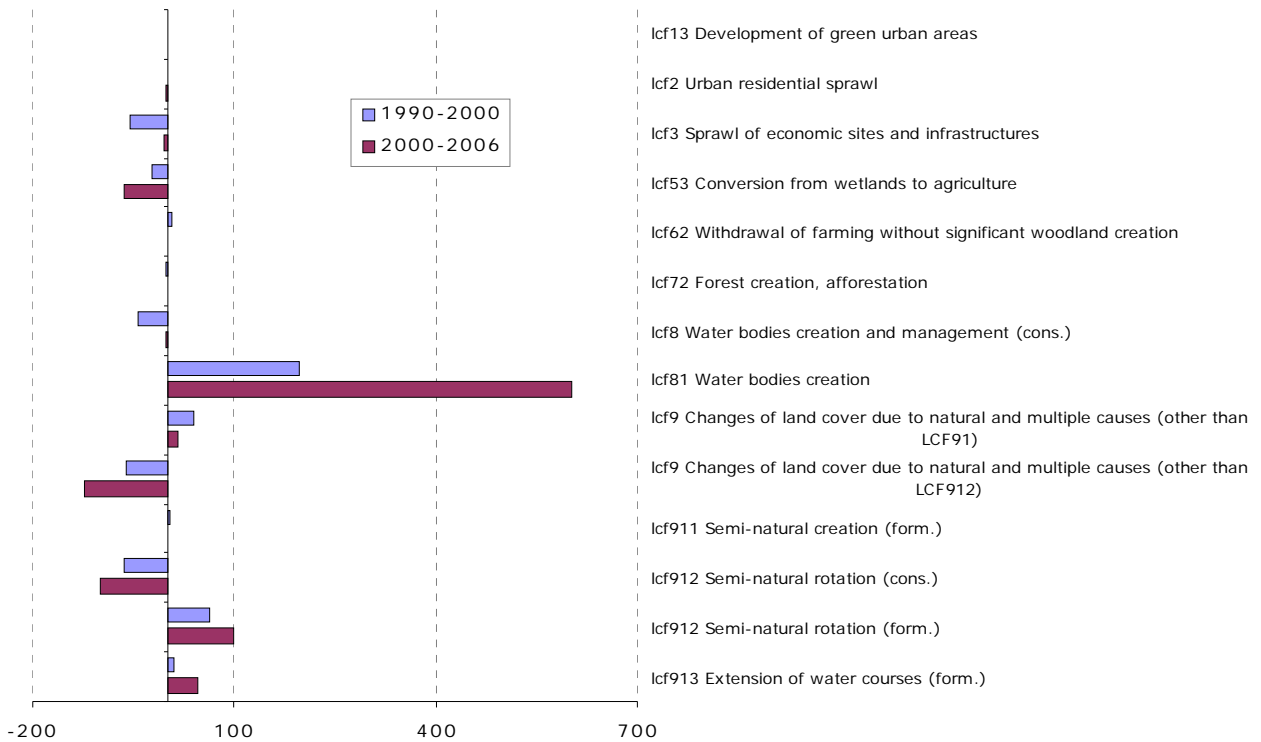 lcf13 Development of green urban areas
lcf2 Urban residential sprawl
1990-2000
2000-2006
lcf3 Sprawl of economic sites and infrastructures
lcf53 Conversion from wetlands to agriculture
lcf62 Withdrawal of farming without significant woodland creation
lcf72 Forest creation, afforestation
lcf8 Water bodies creation and management (cons.)
lcf81 Water bodies creation
lcf9 Changes of land cover due to natural and multiple causes (other than
LCF91)
lcf9 Changes of land cover due to natural and multiple causes (other than
LCF912)
lcf911 Semi-natural creation (form.)
lcf912 Semi-natural rotation (cons.)
lcf912 Semi-natural rotation (form.)
lcf913 Extension of water courses (form.)
-200 100 400 700